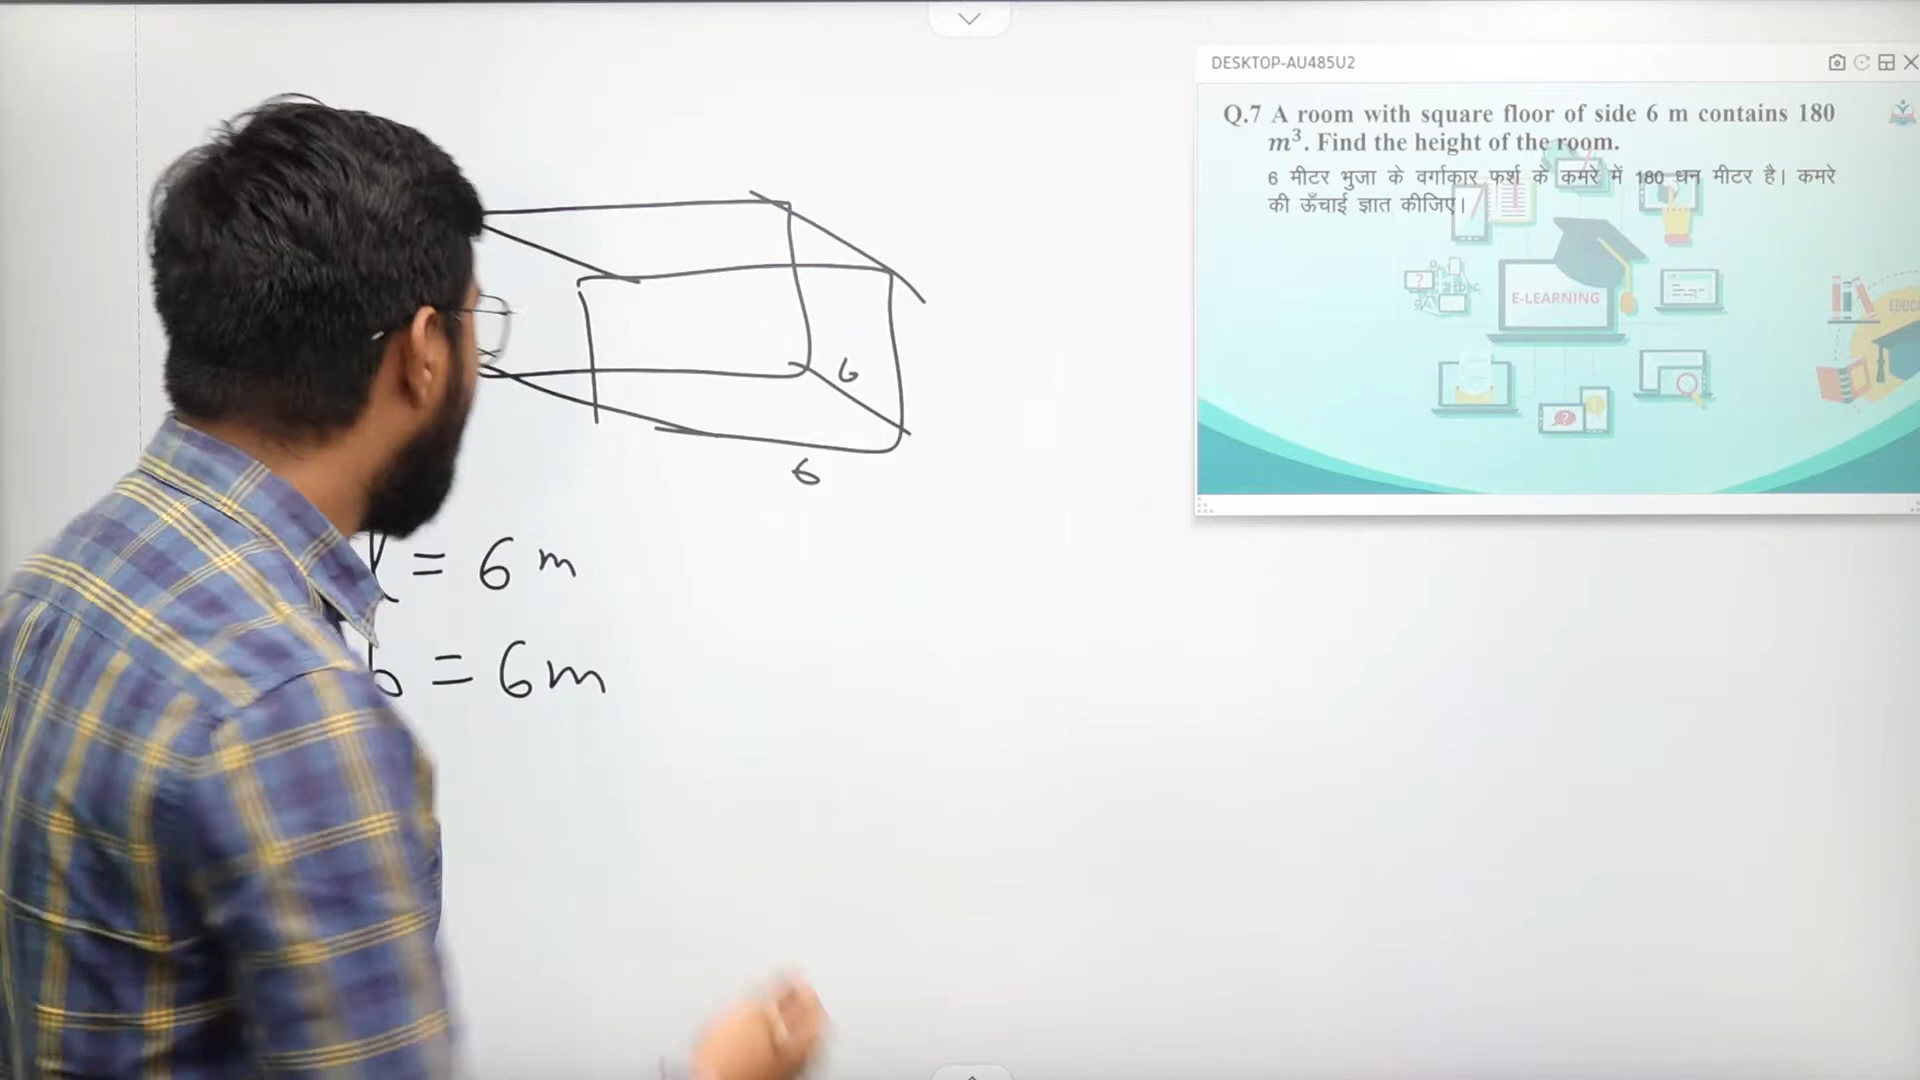 DESKTOP-AU485U2
Q.7 A room with square floor of side 6 m contains 180
m³. Find the height of the room.
6 मीटर भुजा के वर्गाकार फर्श के कमरे में 180 धन मीटर है। कमरे
की ऊँचाई ज्ञात कीजिए।
E-LEARNING
6
6
l = 6 m
b = 6m